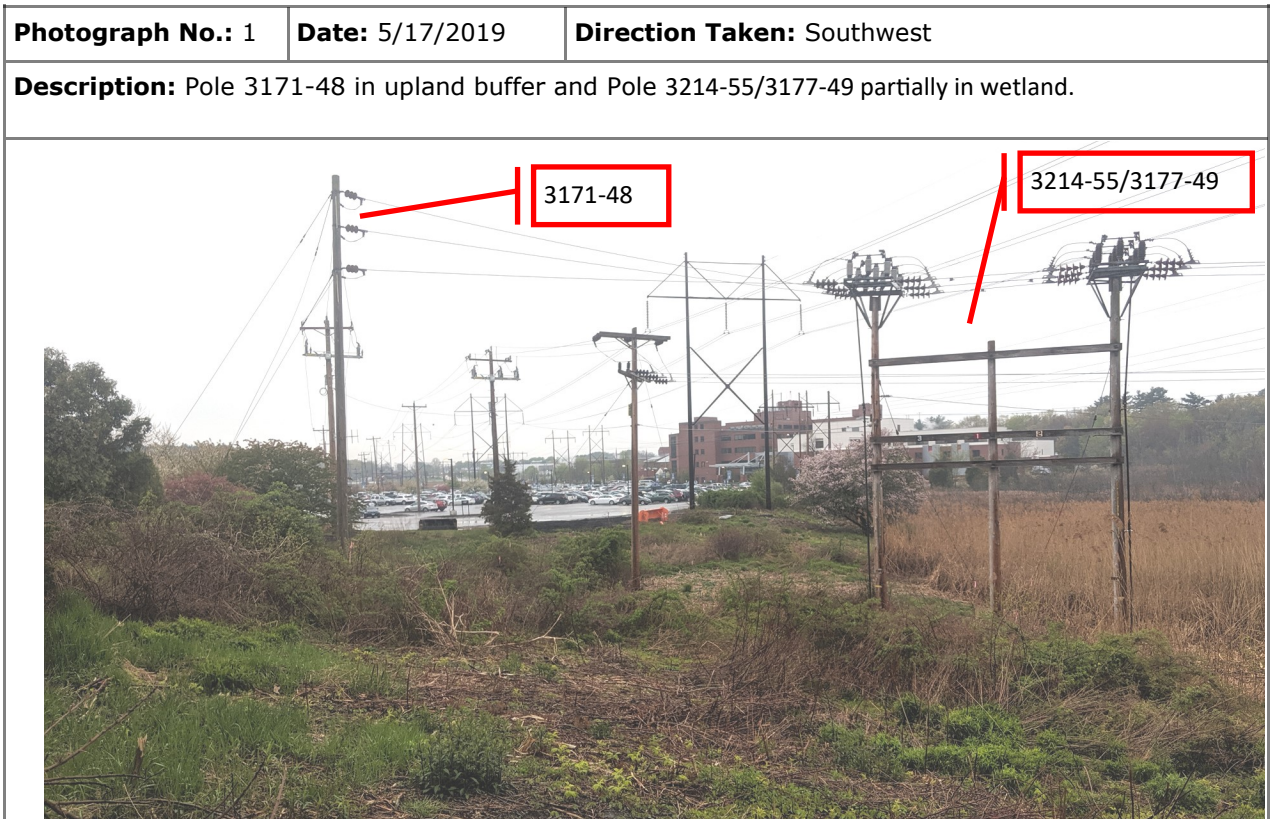 Photograph No.: 1 Date: 5/17/2019 Direction Taken: Southwest
Description: Pole 3171-48 in upland buffer and Pole 3214-55/3177-49 partially in wetland.
3171-48 3214-55/3177-49